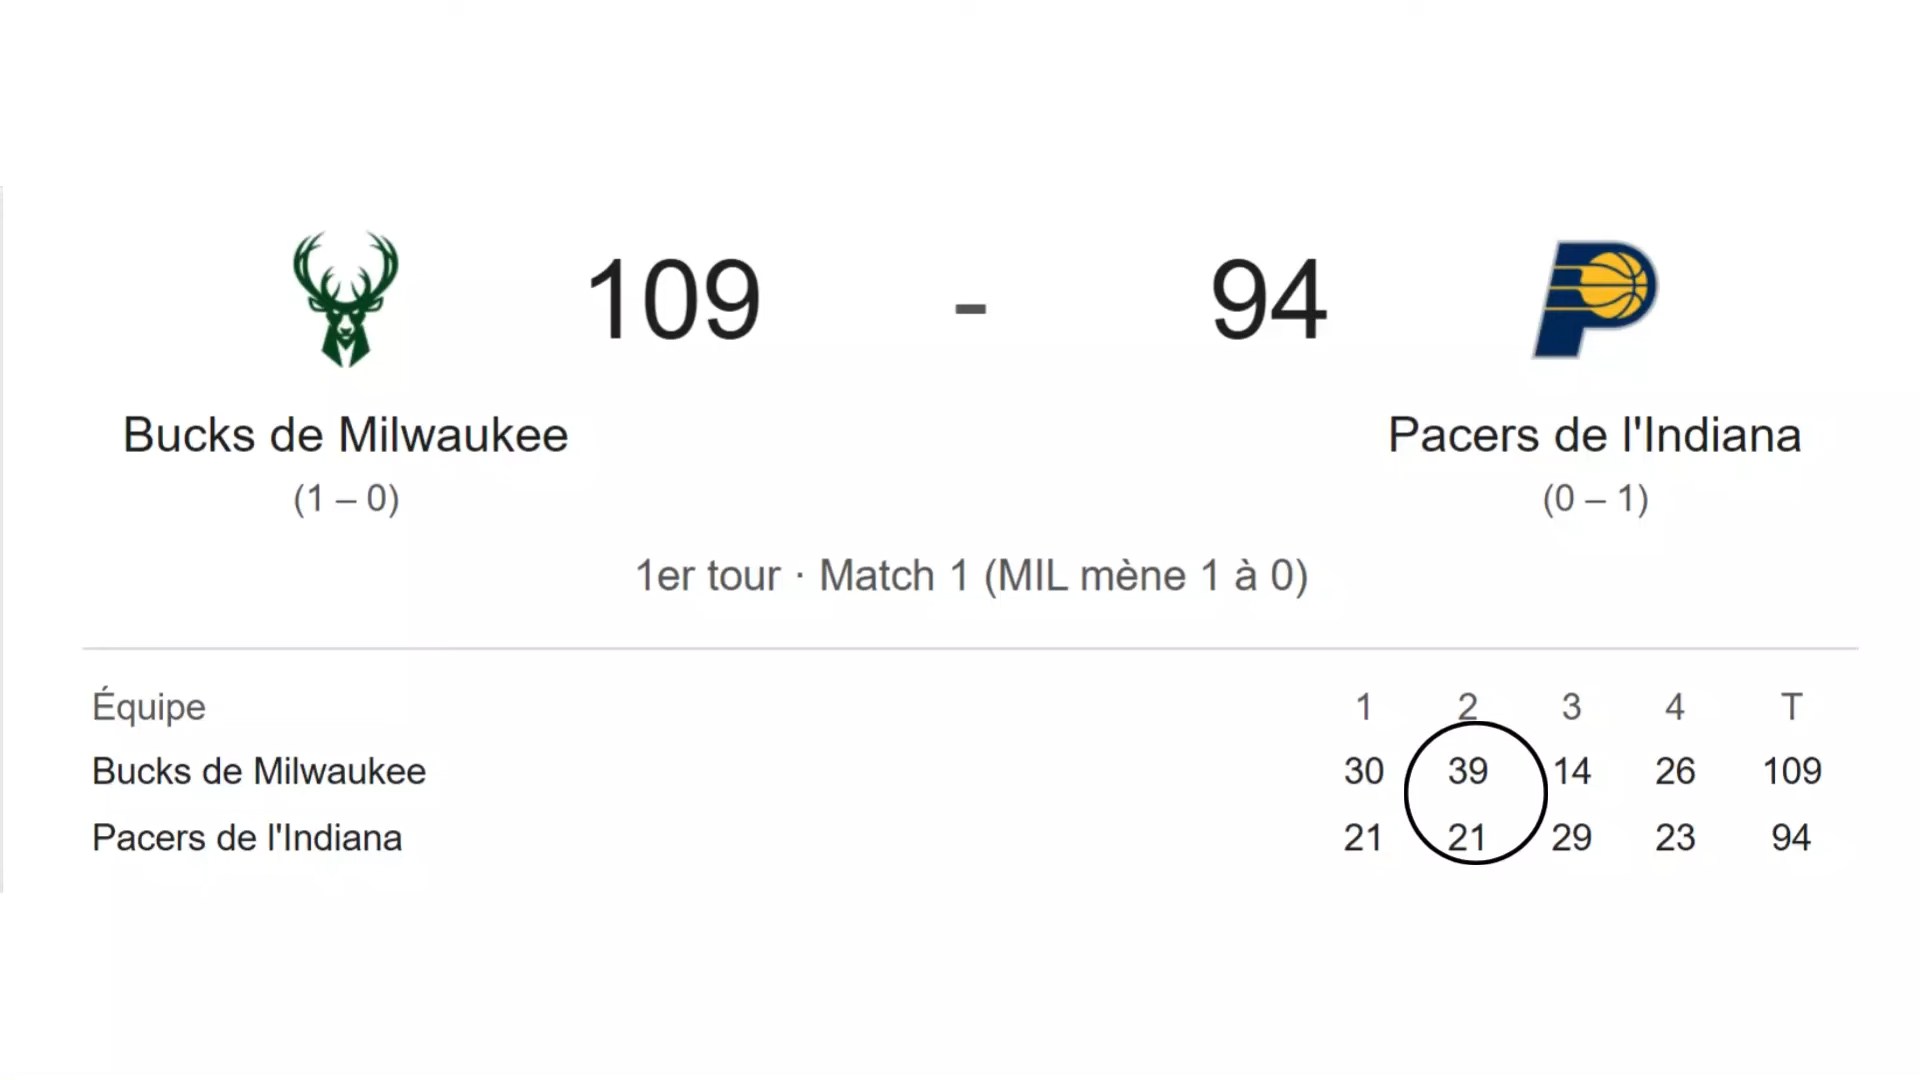 109 - 94
Bucks de Milwaukee Pacers de l'Indiana
(1 – 0) (0 – 1)
1er tour · Match 1 (MIL mène 1 à 0)
Équipe 1 2 3 4 T
Bucks de Milwaukee 30 39 14 26 109
Pacers de l'Indiana 21 21 29 23 94